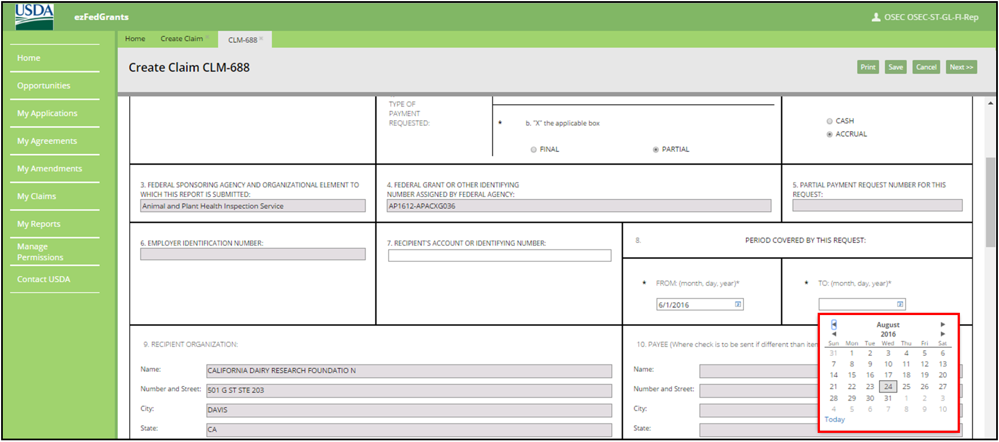 USDA
ezFedGrants
OSEC OSEC-ST-GL-FI-Rep
Home
Create Claim
CLM-688
Home
Opportunities
My Applications
My Agreements
My Amendments
My Claims
My Reports
Manage
Permissions
Contact USDA
Create Claim CLM-688
Print Save Cancel Next >>
TYPE OF
PAYMENT
REQUESTED:
* b. "X" the applicable box
FINAL PARTIAL
CASH
ACCRUAL
3. FEDERAL SPONSORING AGENCY AND ORGANIZATIONAL ELEMENT TO
WHICH THIS REPORT IS SUBMITTED:
Animal and Plant Health Inspection Service
4. FEDERAL GRANT OR OTHER IDENTIFYING
NUMBER ASSIGNED BY FEDERAL AGENCY:
AP1612-APACXG036
5. PARTIAL PAYMENT REQUEST NUMBER FOR THIS
REQUEST:
6. EMPLOYER IDENTIFICATION NUMBER:
7. RECIPIENT'S ACCOUNT OR IDENTIFYING NUMBER:
8. PERIOD COVERED BY THIS REQUEST:
* FROM: (month, day, year)*
6/1/2016
* TO: (month, day, year)*
August
2016
Sun Mon Tue Wed Thu Fri Sat
31 1 2 3 4 5 6
7 8 9 10 11 12 13
14 15 16 17 18 19 20
21 22 23 24 25 26 27
28 29 30 31 1 2 3
4 5 6 7 8 9 10
Today
9. RECIPIENT ORGANIZATION:
Name: CALIFORNIA DAIRY RESEARCH FOUNDATIO N
Number and Street: 501 G ST STE 203
City: DAVIS
State: CA
10. PAYEE (Where check is to be sent if different than iten
Name:
Number and Street:
City:
State: